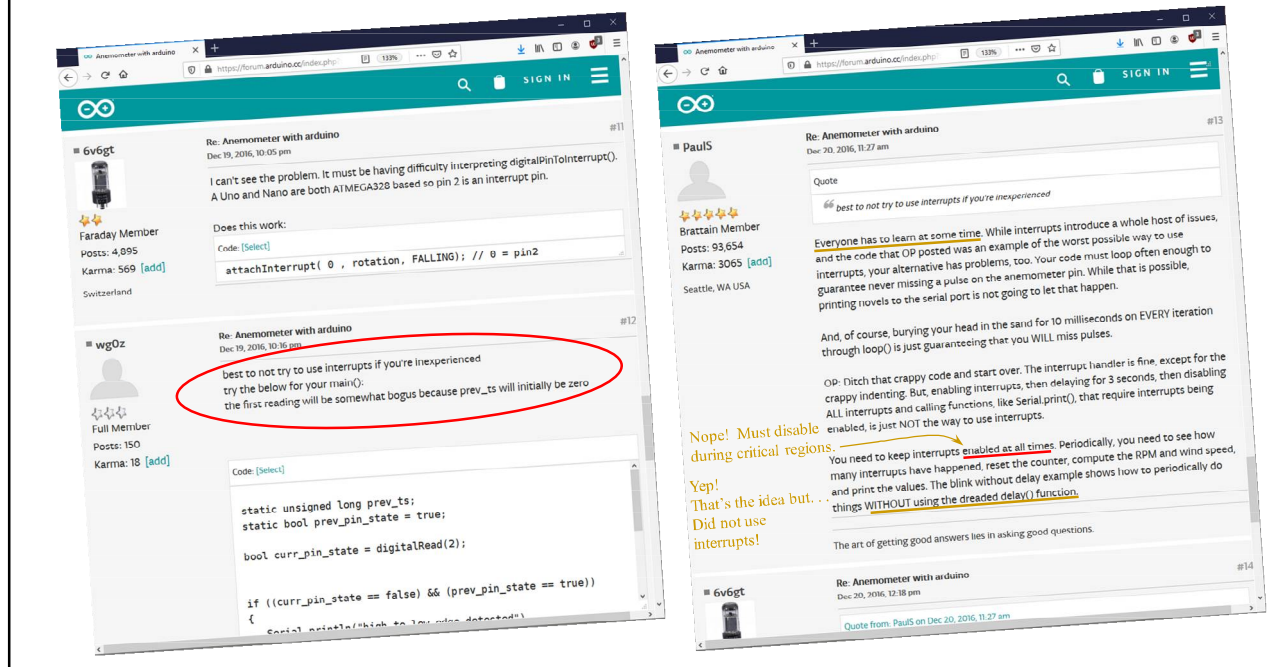 Anemometer with arduino
https://forum.arduino.cc/index.php
133%
SIGN IN
6v6gt
Faraday Member
Posts: 4,895
Karma: 569 [add]
Switzerland
Re: Anemometer with arduino
#11
Dec 19, 2016, 10:05 pm
I can't see the problem. It must be having difficulty interpreting digitalPinToInterrupt().
A Uno and Nano are both ATMEGA328 based so pin 2 is an interrupt pin.
Does this work:
Code: [Select]
attachInterrupt( 0 , rotation, FALLING); // 0 = pin2
wg0z
Full Member
Posts: 150
Karma: 18 [add]
Re: Anemometer with arduino
#12
Dec 19, 2016, 10:16 pm
best to not try to use interrupts if you're inexperienced
try the below for your main():
the first reading will be somewhat bogus because prev_ts will initially be zero
Code: [Select]
static unsigned long prev_ts;
static bool prev_pin_state = true;
bool curr_pin_state = digitalRead(2);
if ((curr_pin_state == false) && (prev_pin_state == true))
{
Serial.println("high to low edge detected")
Anemometer with arduino
https://forum.arduino.cc/index.php
133%
SIGN IN
PaulS
Brattain Member
Posts: 93,654
Karma: 3065 [add]
Seattle, WA USA
Re: Anemometer with arduino
#13
Dec 20, 2016, 11:27 am
Quote
best to not try to use interrupts if you're inexperienced
Everyone has to learn at some time. While interrupts introduce a whole host of issues,
and the code that OP posted was an example of the worst possible way to use
interrupts, your alternative has problems, too. Your code must loop often enough to
guarantee never missing a pulse on the anemometer pin. While that is possible,
printing novels to the serial port is not going to let that happen.
And, of course, burying your head in the sand for 10 milliseconds on EVERY iteration
through loop() is just guaranteeing that you WILL miss pulses.
OP: Ditch that crappy code and start over. The interrupt handler is fine, except for the
crappy indenting. But, enabling interrupts, then delaying for 3 seconds, then disabling
ALL interrupts and calling functions, like Serial.print(), that require interrupts being
enabled, is just NOT the way to use interrupts.
You need to keep interrupts enabled at all times. Periodically, you need to see how
many interrupts have happened, reset the counter, compute the RPM and wind speed,
and print the values. The blink without delay example shows how to periodically do
things WITHOUT using the dreaded delay() function.
Nope! Must disable
during critical regions.
Yep!
That's the idea but. . .
Did not use
interrupts!
The art of getting good answers lies in asking good questions.
6v6gt
Re: Anemometer with arduino
#14
Dec 20, 2016, 12:18 pm
Quote from: PaulS on Dec 20, 2016, 11:27 am